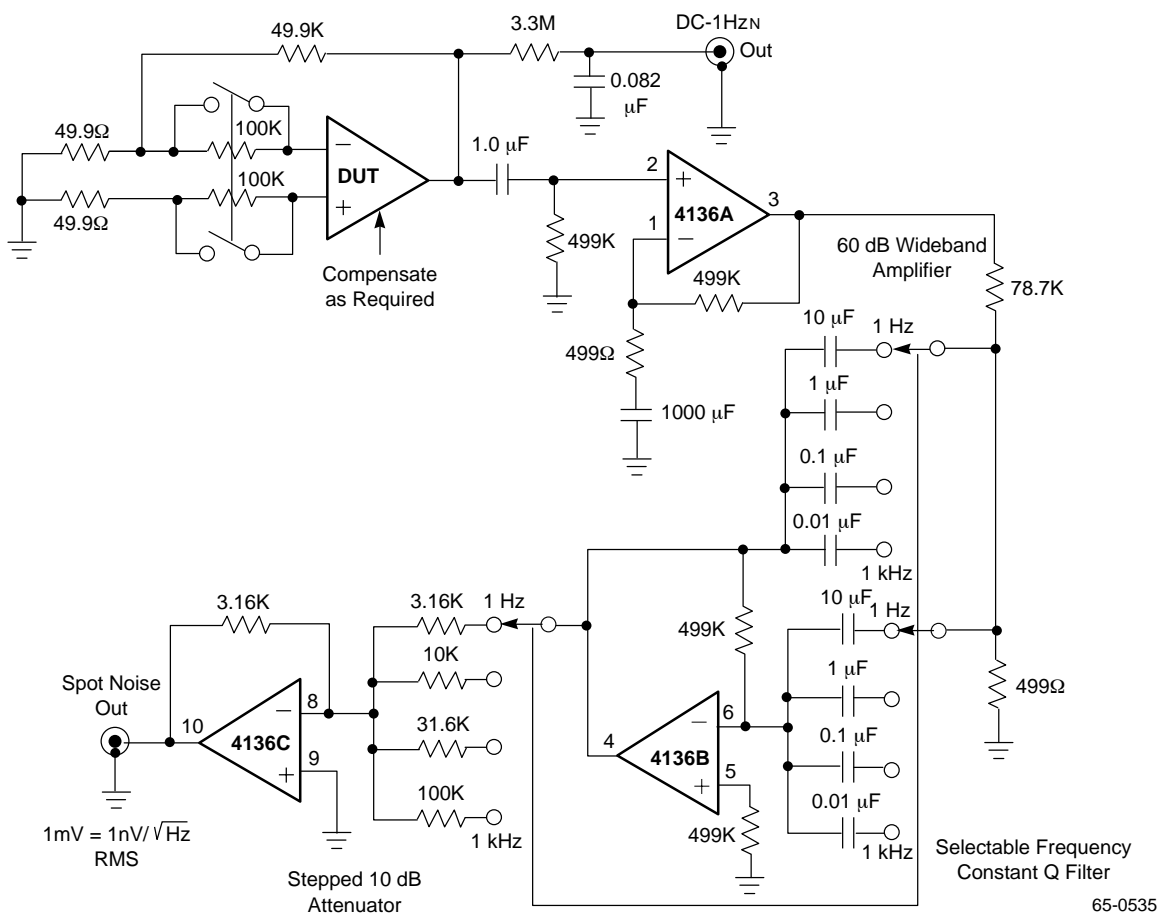 49.9K
3.3M
DC-1HzN
Out
0.082
µF
49.9Ω
100K
100K
49.9Ω
DUT
−
+
Compensate
as Required
1.0 µF
499K
2
1
3
+
−
4136A
499K
499Ω
1000 µF
60 dB Wideband
Amplifier
78.7K
10 µF
1 Hz
1 µF
0.1 µF
0.01 µF
1 kHz
10 µF
1 Hz
1 µF
0.1 µF
0.01 µF
1 kHz
499Ω
499K
6
5
4
−
+
4136B
499K
3.16K
1 Hz
10K
31.6K
100K
1 kHz
3.16K
8
9
10
−
+
4136C
Spot Noise
Out
1mV = 1nV/√Hz
RMS
Stepped 10 dB
Attenuator
Selectable Frequency
Constant Q Filter
65-0535